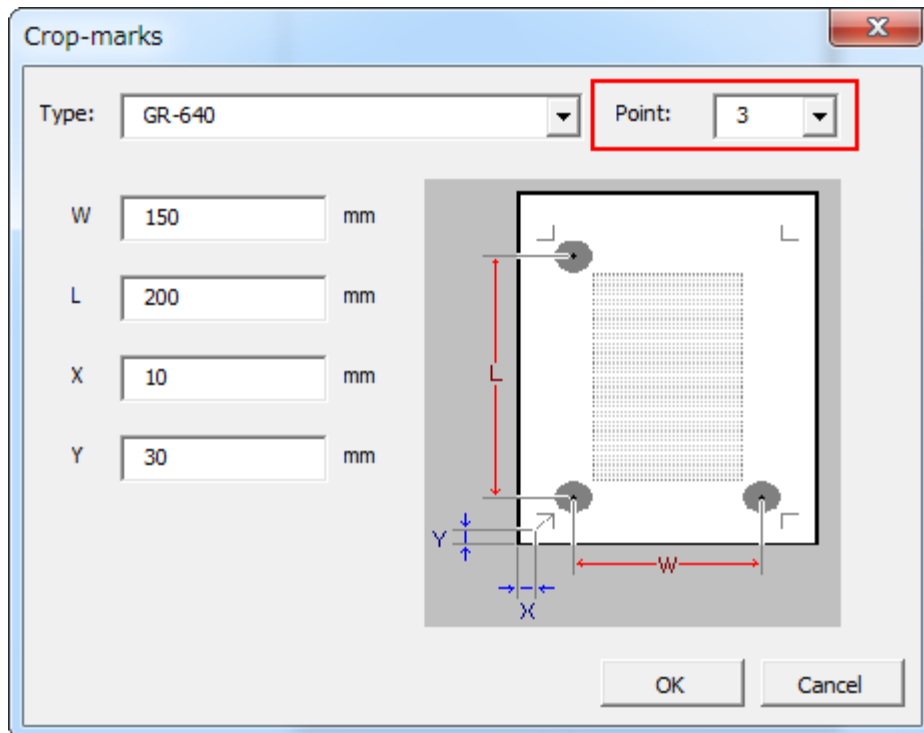 Crop-marks
Type: GR-640 Point: 3
W 150 mm
L 200 mm
X 10 mm
Y 30 mm
L
Y
W
X
OK Cancel